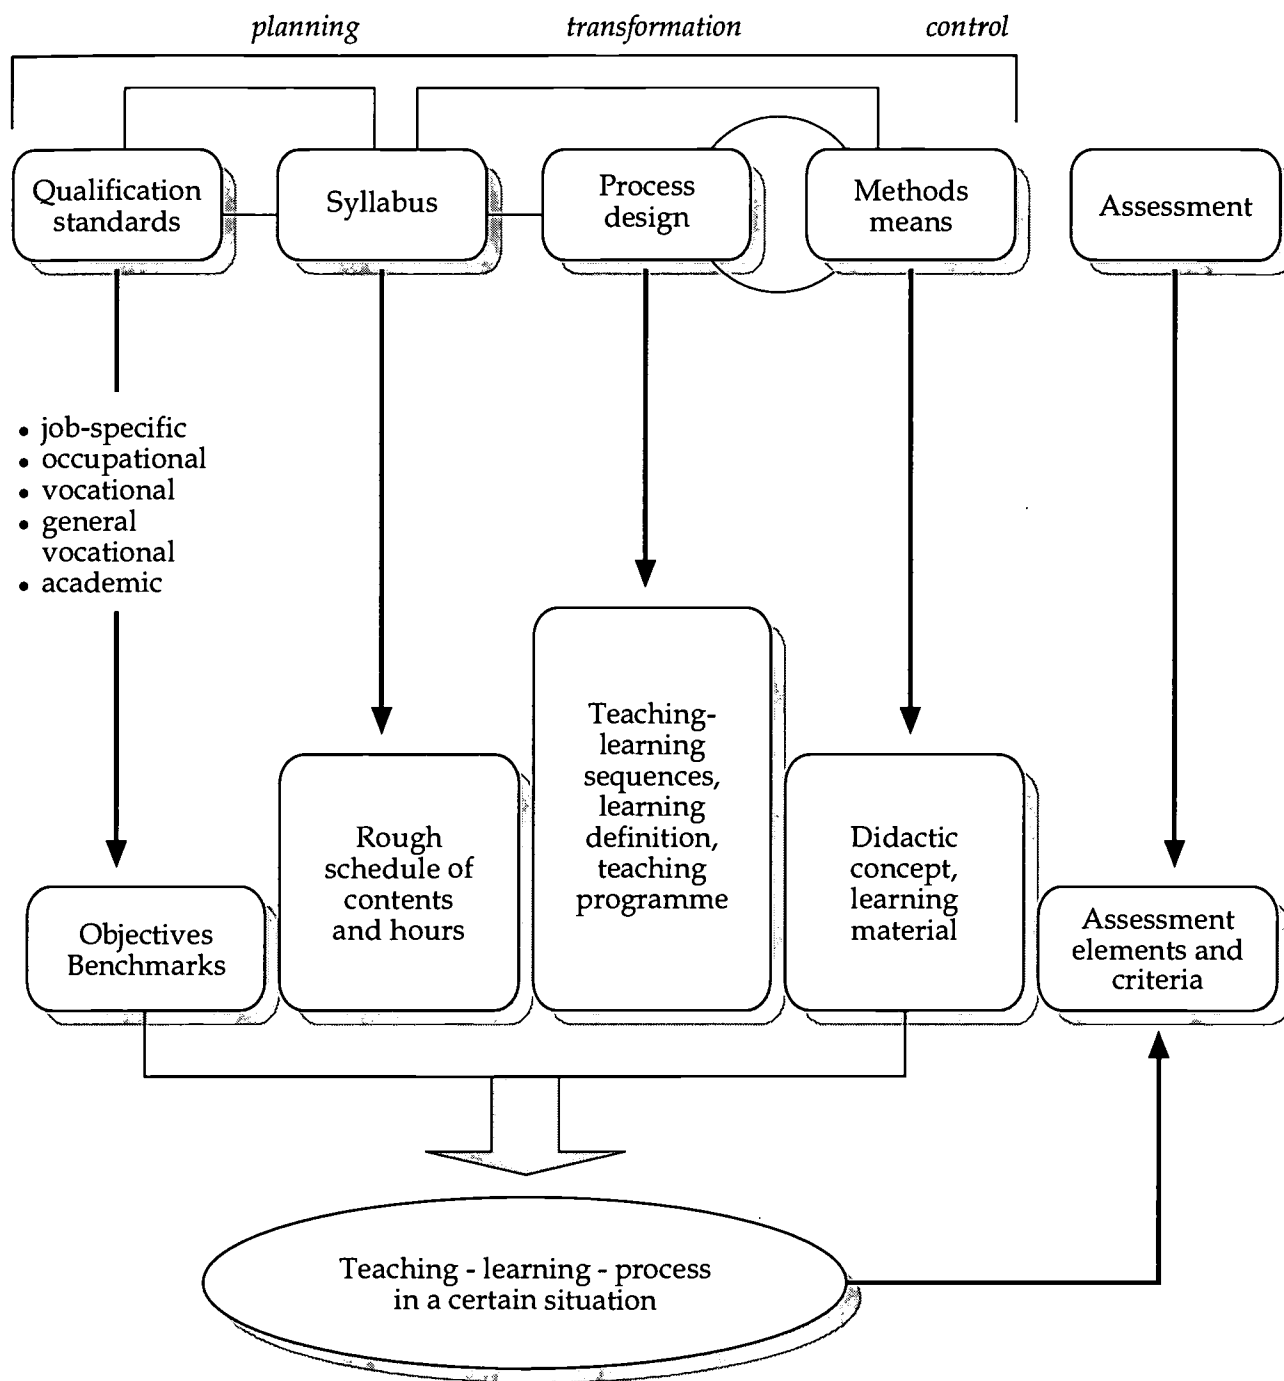 planning transformation control
Qualification
standards
Syllabus
Process
design
Methods
means
Assessment
• job-specific
• occupational
• vocational
• general
vocational
• academic
Objectives
Benchmarks
Rough
schedule of
contents
and hours
Teaching-
learning
sequences,
learning
definition,
teaching
programme
Didactic
concept,
learning
material
Assessment
elements and
criteria
Teaching - learning - process
in a certain situation